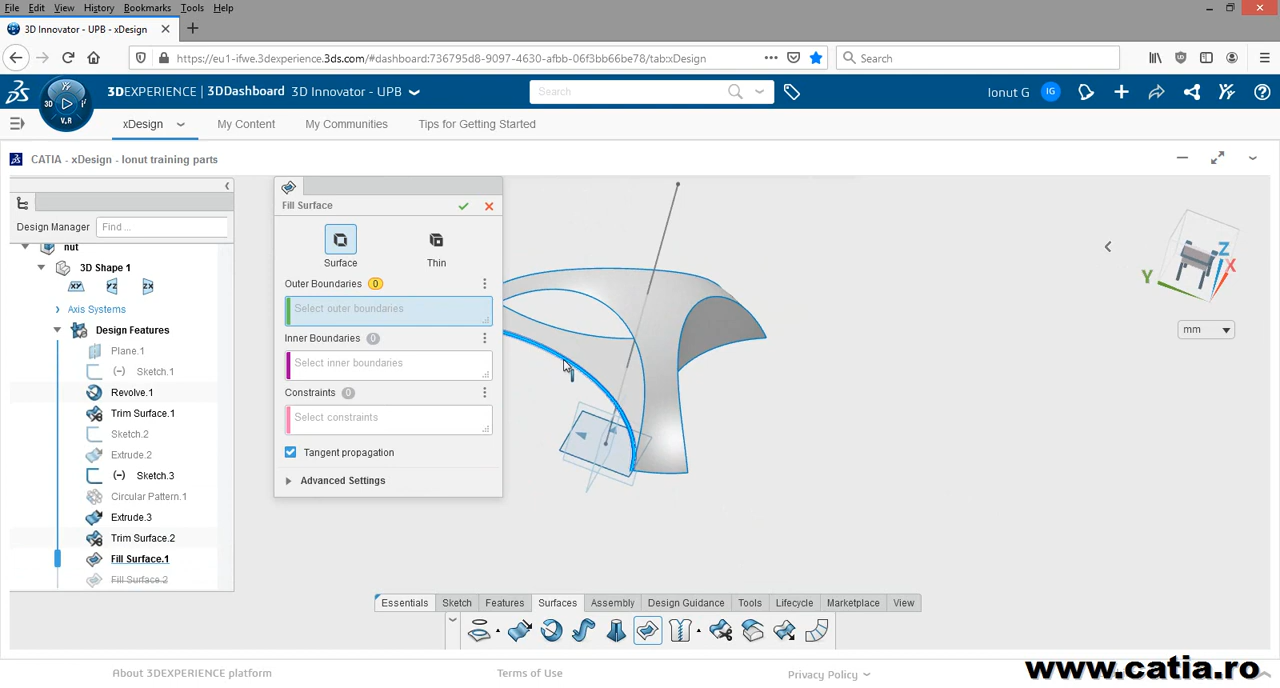 File Edit View History Bookmarks Tools Help
3D Innovator - UPB - xDesign
https://eu1-ifwe.3dexperience.3ds.com/#dashboard:736795d8-9097-4630-afbb-06f3bb66be78/tab:xDesign
Search
3DEXPERIENCE | 3DDashboard 3D Innovator - UPB
Search
Ionut G IG
3D V.R
xDesign My Content My Communities Tips for Getting Started
CATIA - xDesign - Ionut training parts
Design Manager Find ...
nut
3D Shape 1
XY YZ ZX
Axis Systems
Design Features
Plane.1
(-) Sketch.1
Revolve.1
Trim Surface.1
Sketch.2
Extrude.2
(-) Sketch.3
Circular Pattern.1
Extrude.3
Trim Surface.2
Fill Surface.1
Fill Surface.2
Fill Surface
Surface Thin
Outer Boundaries 0
Select outer boundaries
Inner Boundaries 0
Select inner boundaries
Constraints 0
Select constraints
Tangent propagation
Advanced Settings
Z
X
Y
mm
Essentials Sketch Features Surfaces Assembly Design Guidance Tools Lifecycle Marketplace View
About 3DEXPERIENCE platform Terms of Use Privacy Policy
www.catia.ro